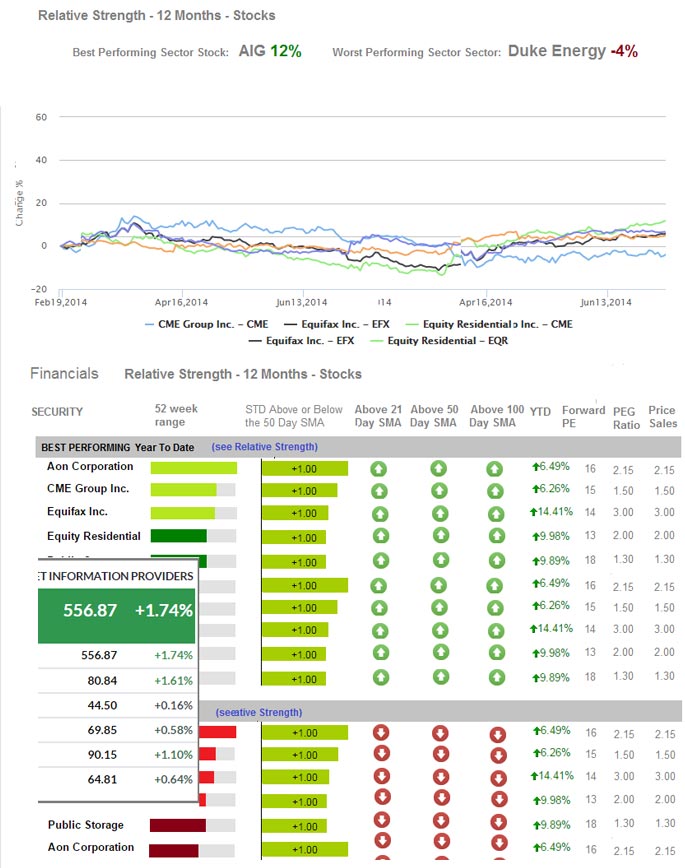 Relative Strength - 12 Months - Stocks
Best Performing Sector Stock: AIG 12% Worst Performing Sector Sector: Duke Energy -4%
60
40
20
0
-20
Change %
Feb19,2014 Apr16,2014 Jun13,2014 14 Apr16,2014 Jun13,2014
CME Group Inc. - CME Equifax Inc. - EFX Equity Residential Inc. - CME
Equifax Inc. - EFX Equity Residential - EQR
Financials Relative Strength - 12 Months - Stocks
SECURITY 52 week range STD Above or Below the 50 Day SMA Above 21 Day SMA Above 50 Day SMA Above 100 Day SMA YTD Forward PE PEG Ratio Price Sales
BEST PERFORMING Year To Date (see Relative Strength)
Aon Corporation +1.00 6.49% 16 2.15 2.15
CME Group Inc. +1.00 6.26% 15 1.50 1.50
Equifax Inc. +1.00 14.41% 14 3.00 3.00
Equity Residential +1.00 9.98% 13 2.00 2.00
+1.00 9.89% 18 1.30 1.30
ET INFORMATION PROVIDERS +1.00 6.49% 16 2.15 2.15
556.87 +1.74% +1.00 6.26% 15 1.50 1.50
+1.00 14.41% 14 3.00 3.00
556.87 +1.74% +1.00 9.98% 13 2.00 2.00
80.84 +1.61% +1.00 9.89% 18 1.30 1.30
44.50 +0.16% (seeative Strength)
69.85 +0.58% +1.00 6.49% 16 2.15 2.15
90.15 +1.10% +1.00 6.26% 15 1.50 1.50
64.81 +0.64% +1.00 14.41% 14 3.00 3.00
+1.00 9.98% 13 2.00 2.00
Public Storage +1.00 9.89% 18 1.30 1.30
Aon Corporation +1.00 6.49% 16 2.15 2.15